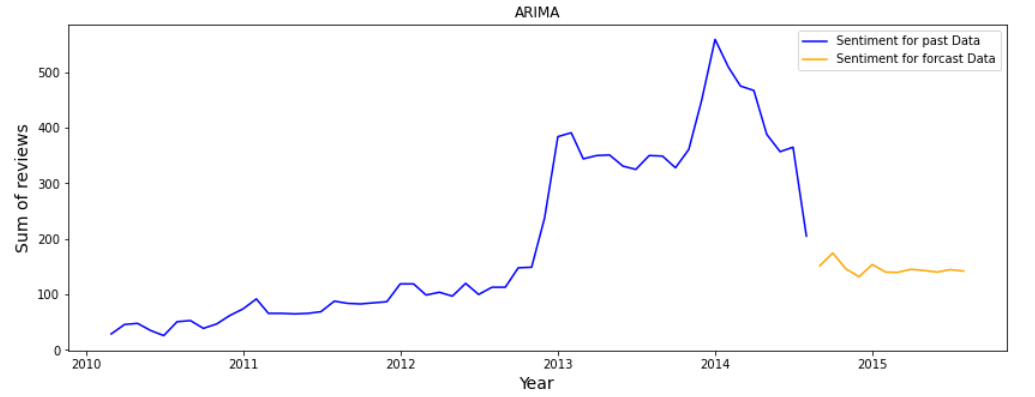 ARIMA
Sentiment for past Data
Sentiment for forcast Data
Sum of reviews
500
400
300
200
100
0
2010 2011 2012 2013 2014 2015
Year